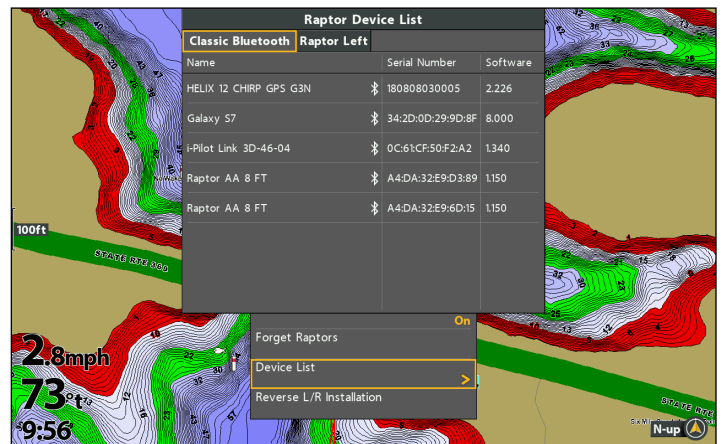 Raptor Device List
Classic Bluetooth Raptor Left
Name Serial Number Software
HELIX 12 CHIRP GPS G3N 180808030005 2.226
Galaxy S7 34:2D:0D:29:9D:8F 8.000
i-Pilot Link 3D-46-04 0C:61:CF:50:F2:A2 1.340
Raptor AA 8 FT A4:DA:32:E9:D3:89 1.150
Raptor AA 8 FT A4:DA:32:E9:6D:15 1.150
100ft
STATE RTE 360
On
Forget Raptors
Device List
>
Reverse L/R Installation
2.8mph
73°t
9:56
STATE RTE
N-up